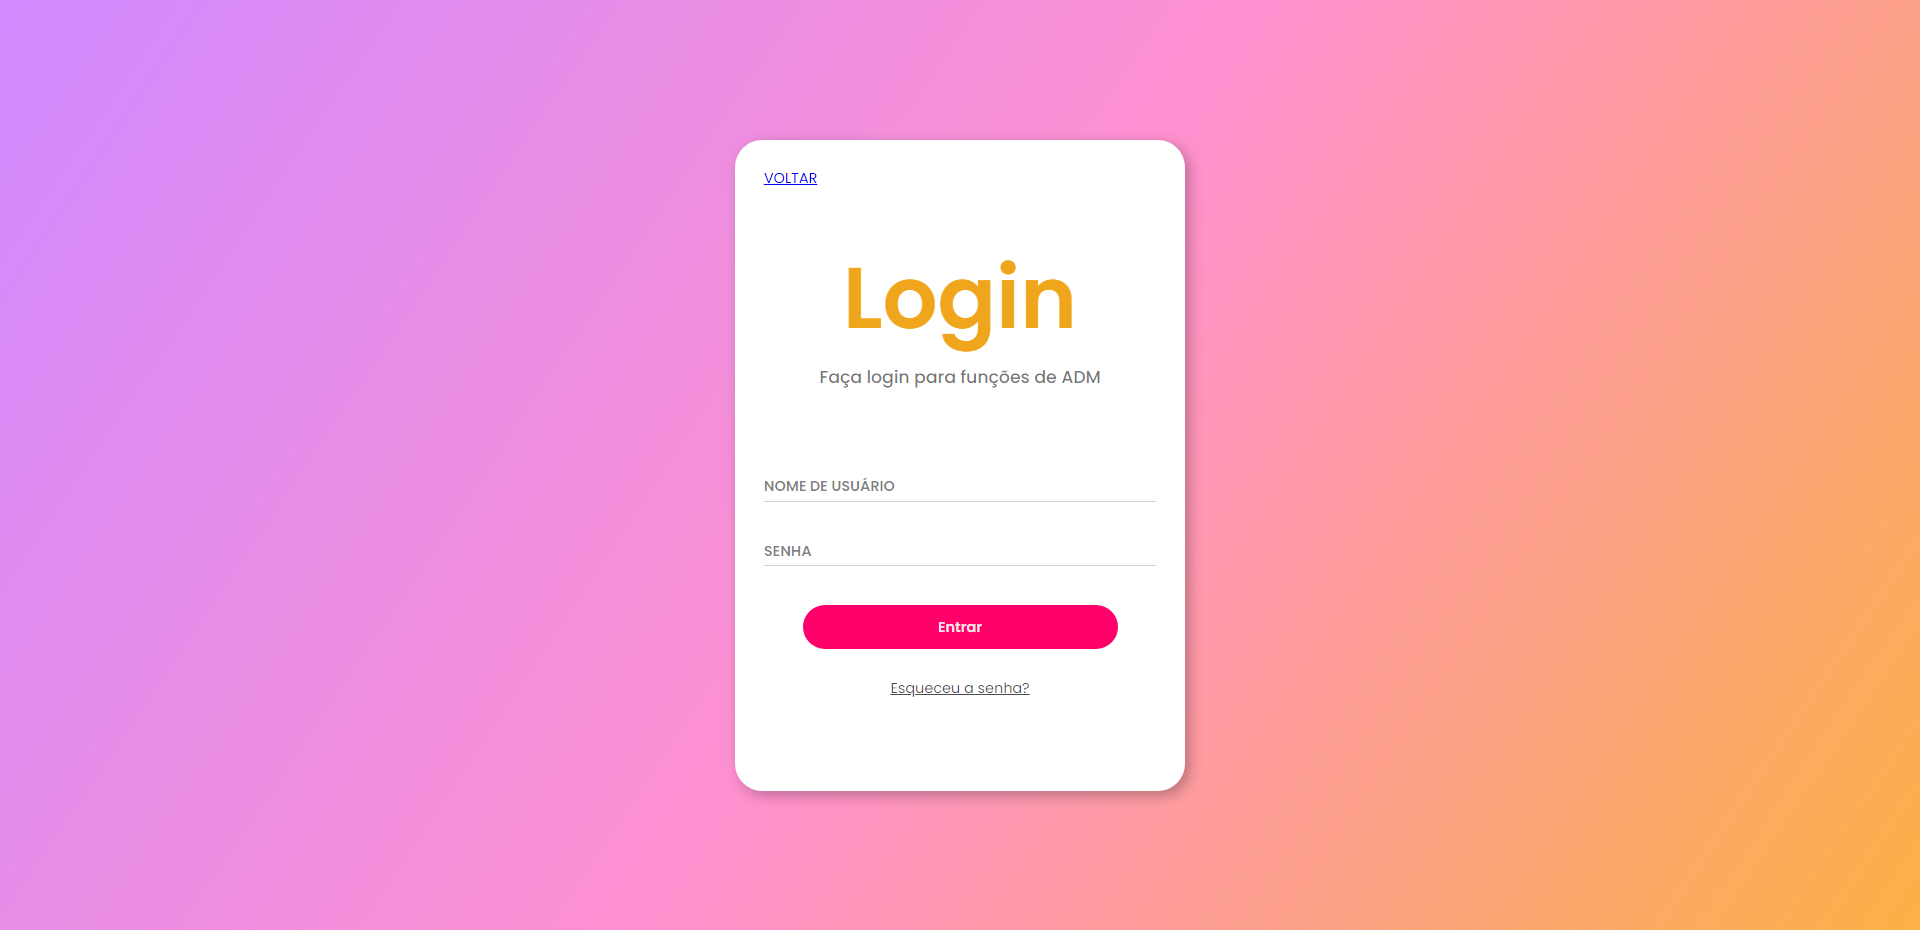 VOLTAR
Login
Faça login para funções de ADM
NOME DE USUÁRIO
SENHA
Entrar
Esqueceu a senha?